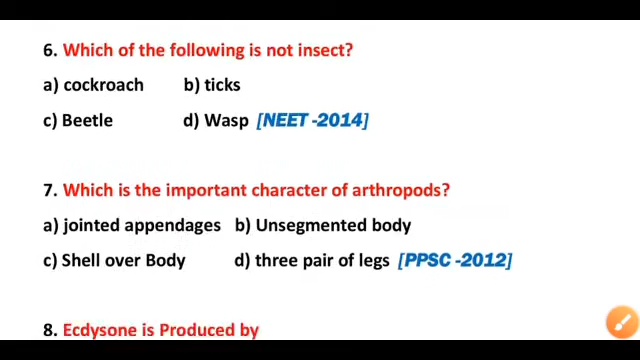 6. Which of the following is not insect?
a) cockroach b) ticks
c) Beetle d) Wasp [NEET -2014]
7. Which is the important character of arthropods?
a) jointed appendages b) Unsegmented body
c) Shell over Body d) three pair of legs [PPSC -2012]
8. Ecdysone is Produced by